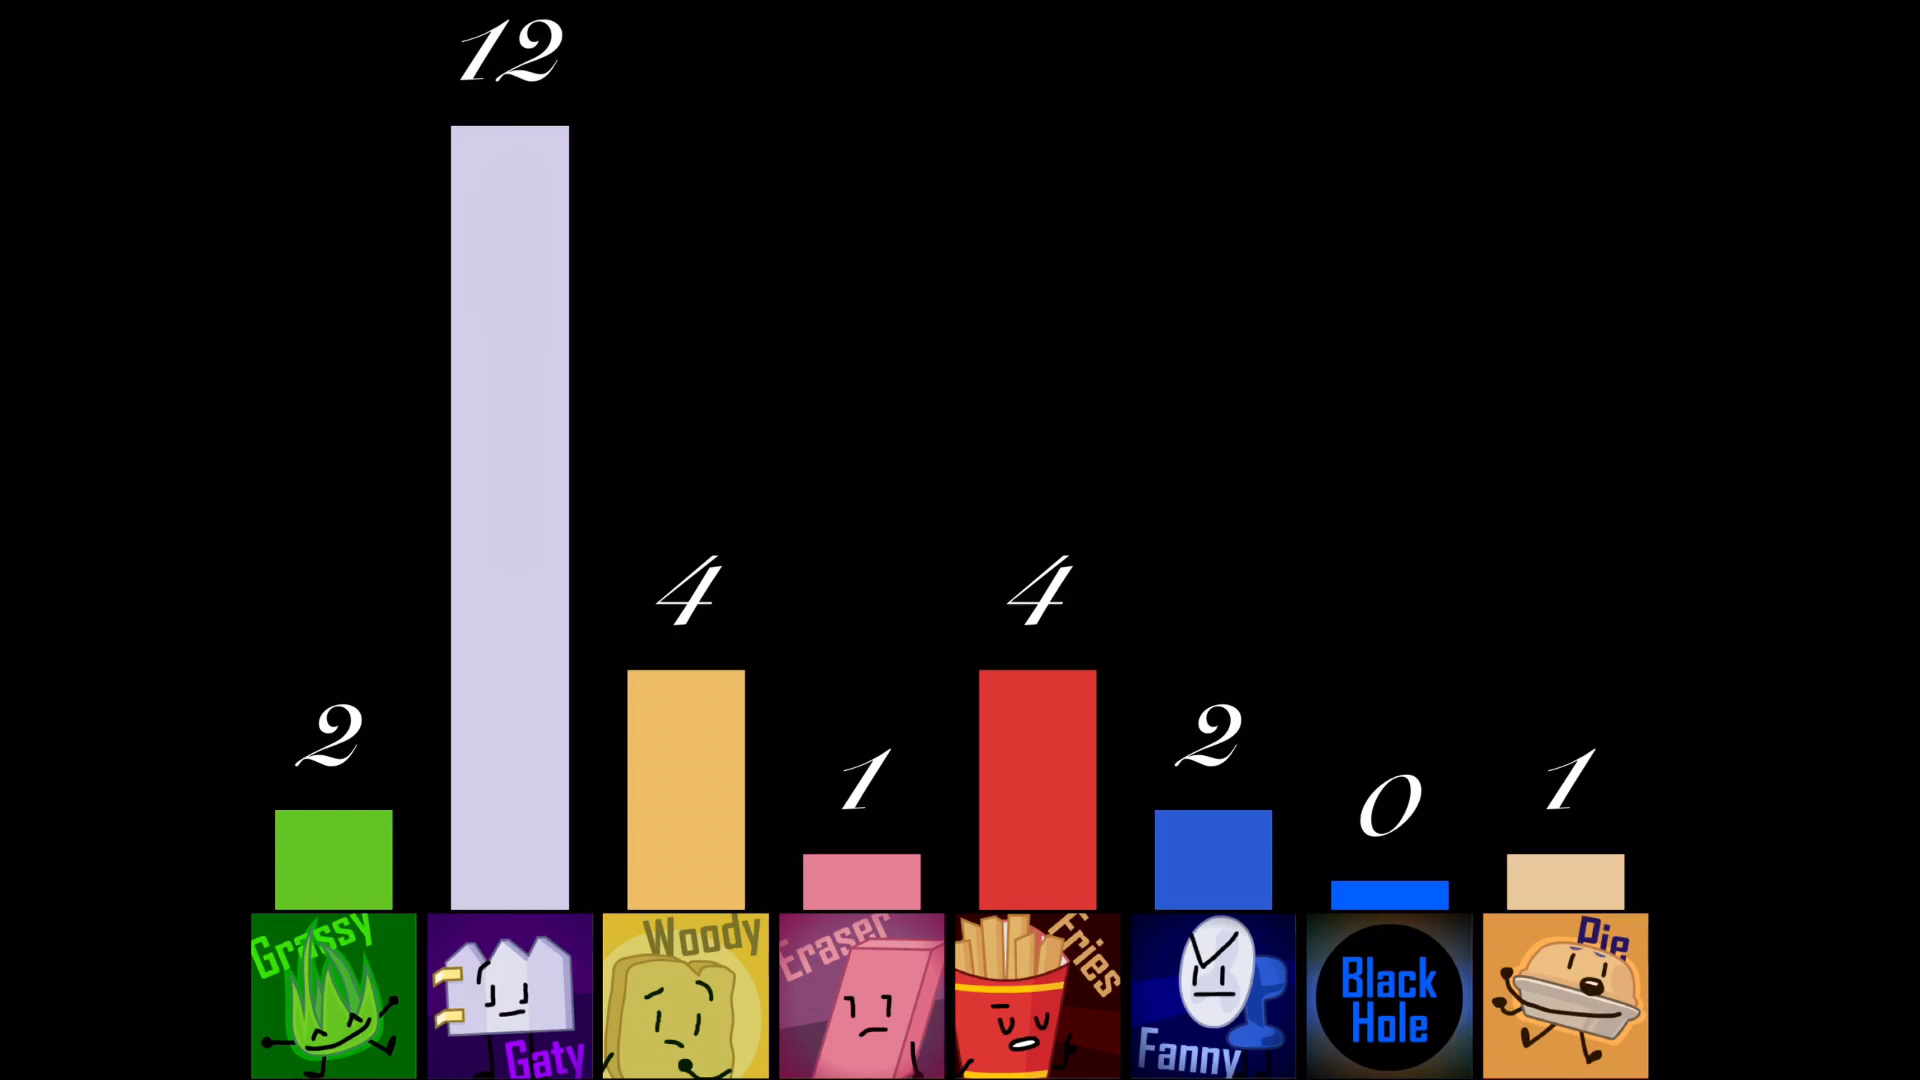 12
4
4
2
2
1
0
1
Grassy
Gaty
Woody
Eraser
Fries
Fanny
Black
Hole
Pie